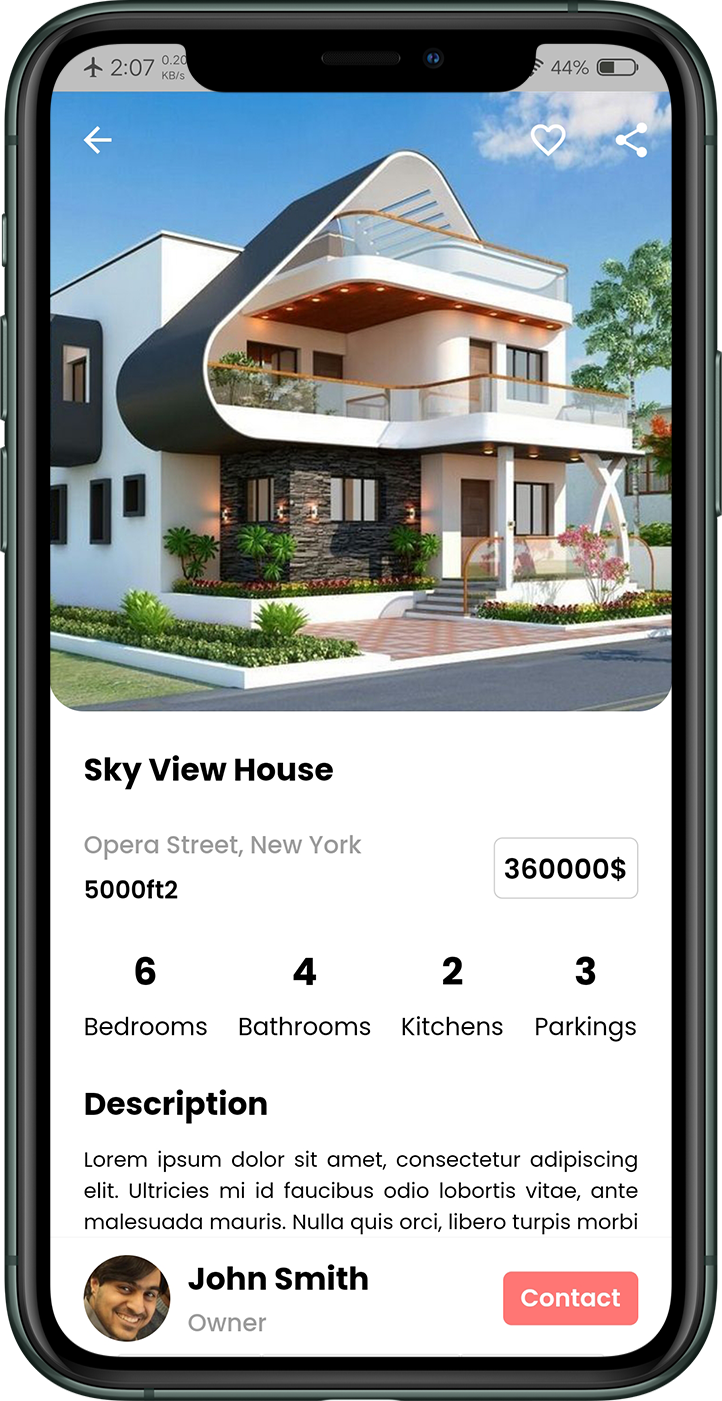 2:07 0.20 KB/s 44%
Sky View House
Opera Street, New York
5000ft2
360000$
6 4 2 3
Bedrooms Bathrooms Kitchens Parkings
Description
Lorem ipsum dolor sit amet, consectetur adipiscing
elit. Ultricies mi id faucibus odio lobortis vitae, ante
malesuada mauris. Nulla quis orci, libero turpis morbi
John Smith
Owner
Contact